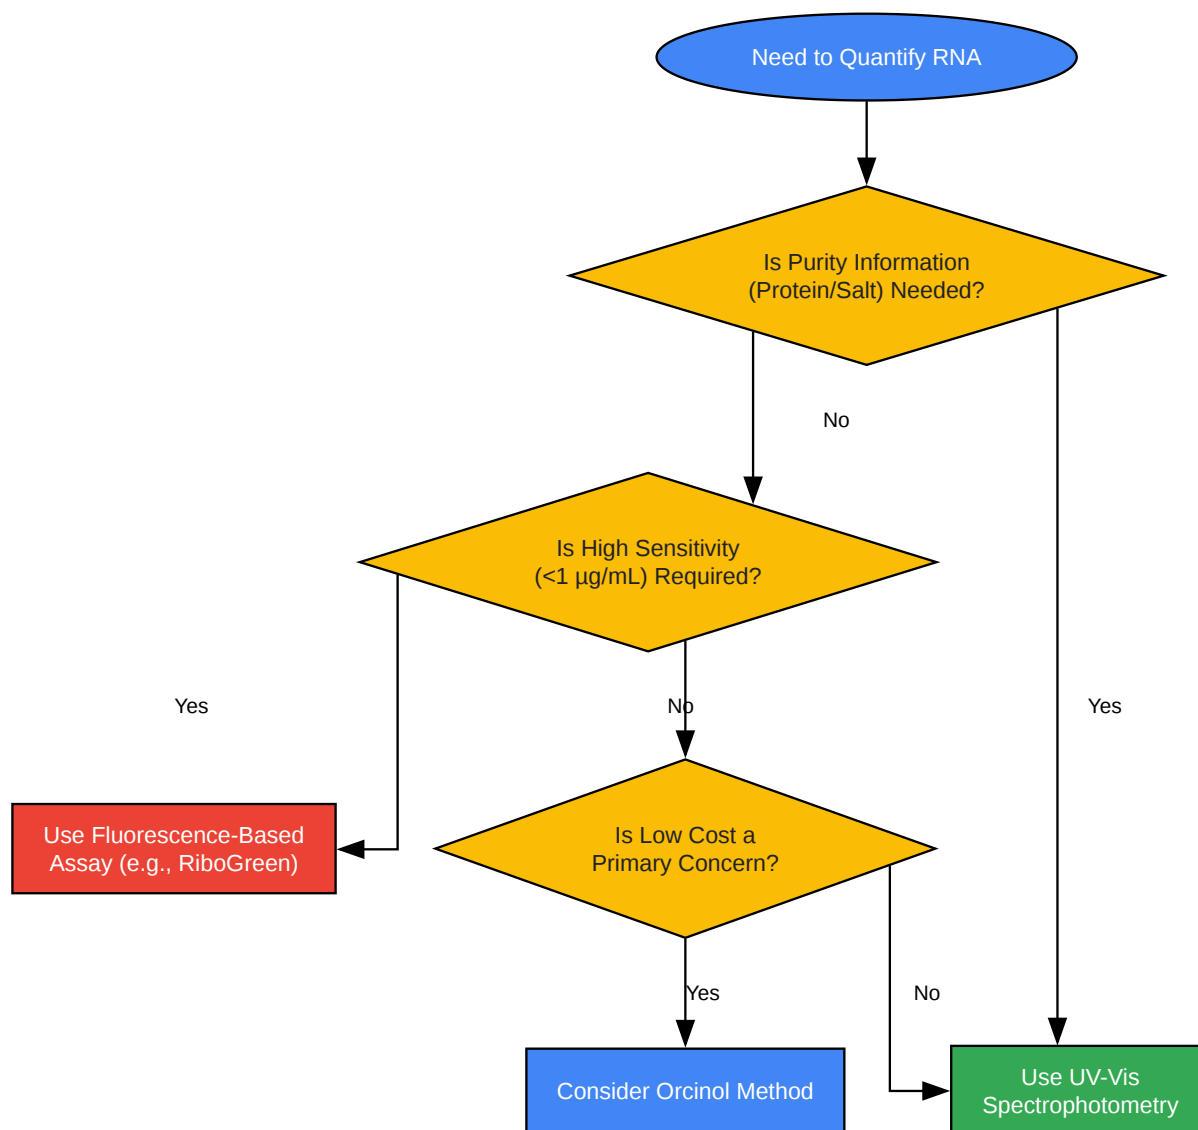 Need to Quantify RNA
Is Purity Information
(Protein/Salt) Needed?
No
Is High Sensitivity
(<1 µg/mL) Required?
Yes
No
Yes
Use Fluorescence-Based
Assay (e.g., RiboGreen)
Is Low Cost a
Primary Concern?
Yes
No
Consider Orcinol Method
Use UV-Vis
Spectrophotometry